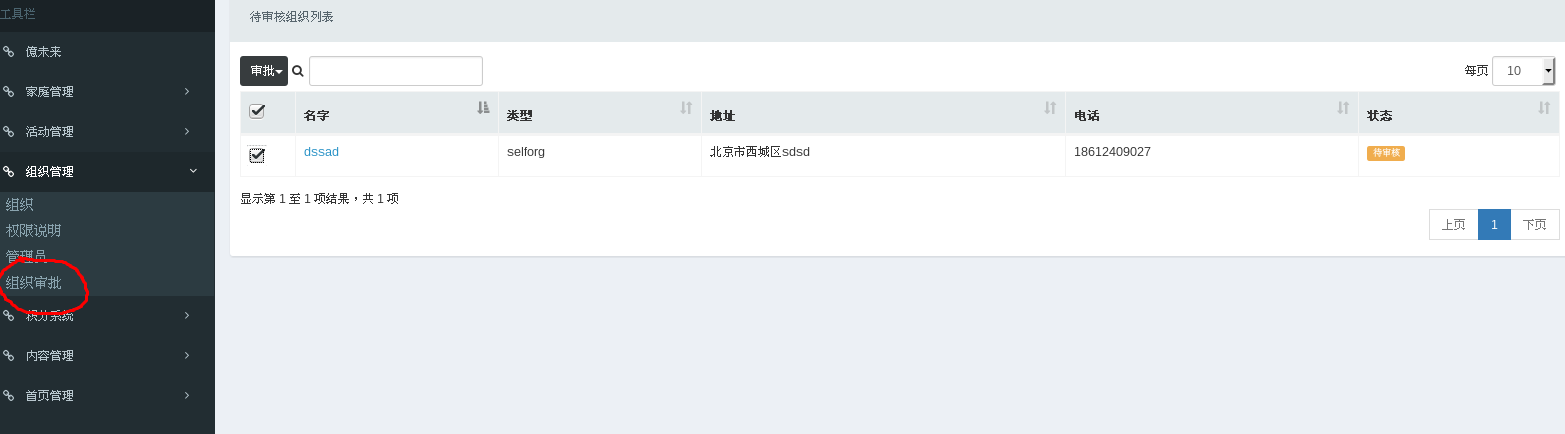 工具栏
億未来
家庭管理
活动管理
组织管理
组织
权限说明
管理员
组织审批
积分系统
内容管理
首页管理
待审核组织列表
审批
每页 10
名字 类型 地址 电话 状态
dssad selforg 北京市西城区sdsd 18612409027 待审核
显示第 1 至 1 项结果，共 1 项
上页 1 下页